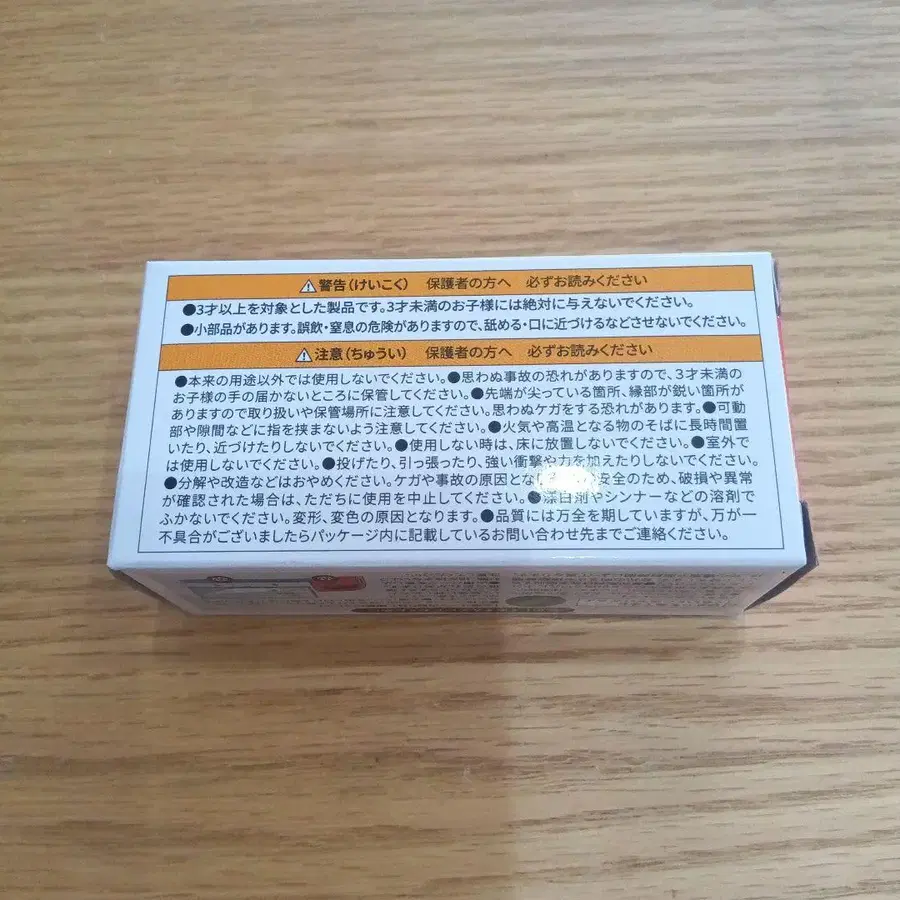 ⚠警告(けいこく) 保護者の方へ 必ずお読みください
●3才以上を対象とした製品です。3才未満のお子様には絶対に与えないでください。
●小部品があります。誤飲・窒息の危険がありますので、舐める・口に近づけるなどさせないでください。
⚠注意(ちゅうい) 保護者の方へ 必ずお読みください
●本来の用途以外では使用しないでください。●思わぬ事故の恐れがありますので、3才未満の
お子様の手の届かないところに保管してください。●先端が尖っている箇所、縁部が鋭い箇所が
ありますので取り扱いや保管場所に注意してください。思わぬケガをする恐れがあります。●可動
部や隙間などに指を挟まないよう注意してください。●火気や高温となる物のそばに長時間置
いたり、近づけたりしないでください。●使用しない時は、床に放置しないでください。●室外で
は使用しないでください。●投げたり、引っ張ったり、強い衝撃や力を加えたりしないでください。
●分解や改造などはおやめください。ケガや事故の原因とな 安全のため、破損や異常
が確認された場合は、ただちに使用を中止してください。●漂白剤やシンナーなどの溶剤で
ふかないでください。変形、変色の原因となります。●品質には万全を期していますが、万が一
不具合がございましたらパッケージ内に記載しているお問い合わせ先までご連絡ください。